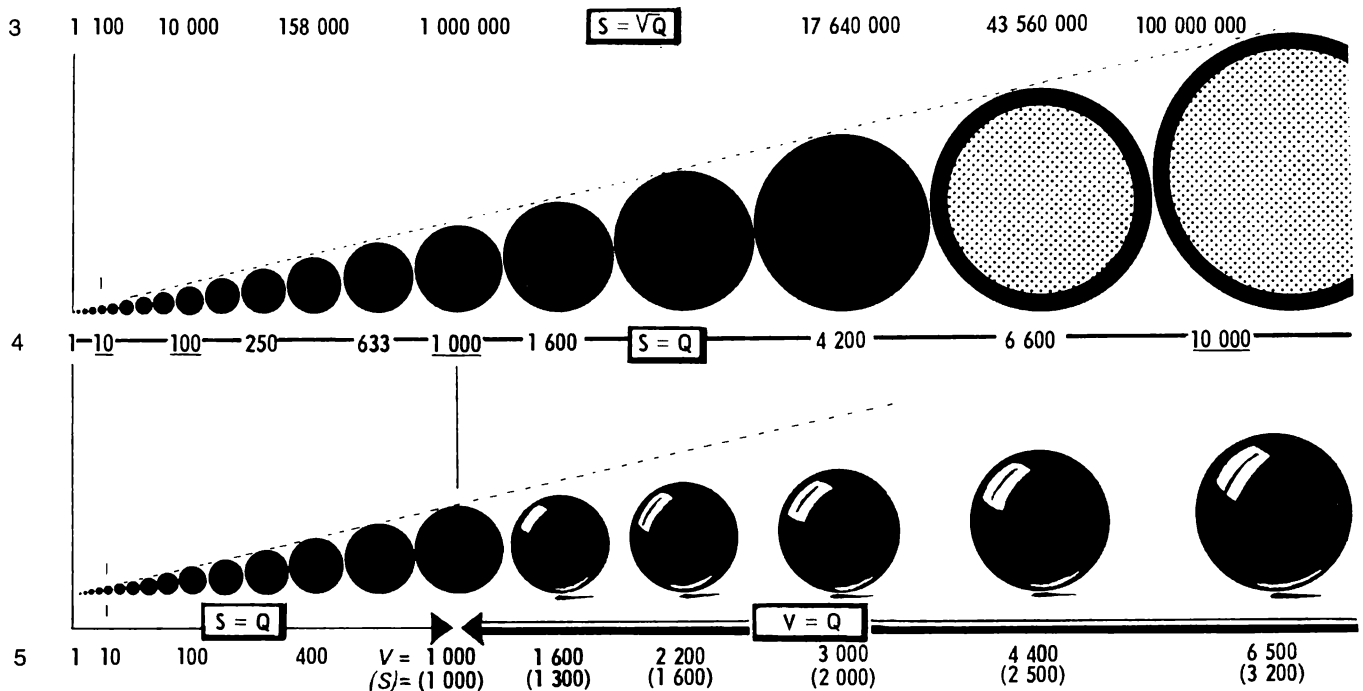 3 1 100 10 000 158 000 1 000 000 S = √Q 17 640 000 43 560 000 100 000 000
4 1 10 100 250 633 1 000 1 600 S = Q 4 200 6 600 10 000
S = Q V = Q
5 1 10 100 400 V = 1 000 1 600 2 200 3 000 4 400 6 500
(S)= (1 000) (1 300) (1 600) (2 000) (2 500) (3 200)